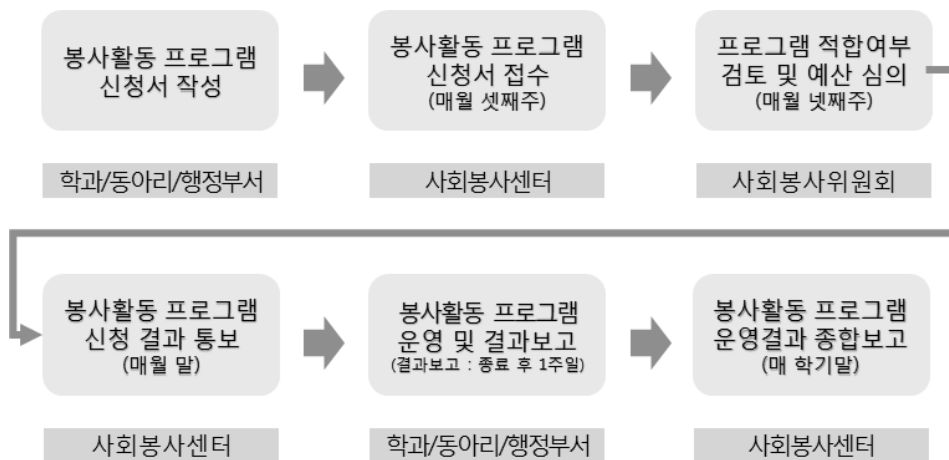 봉사활동 프로그램
신청서 작성
봉사활동 프로그램
신청서 접수
(매월 셋째주)
프로그램 적합여부
검토 및 예산 심의
(매월 넷째주)
학과/동아리/행정부서
사회봉사센터
사회봉사위원회
봉사활동 프로그램
신청 결과 통보
(매월 말)
봉사활동 프로그램
운영 및 결과보고
(결과보고 : 종료 후 1주일)
봉사활동 프로그램
운영결과 종합보고
(매 학기말)
사회봉사센터
학과/동아리/행정부서
사회봉사센터